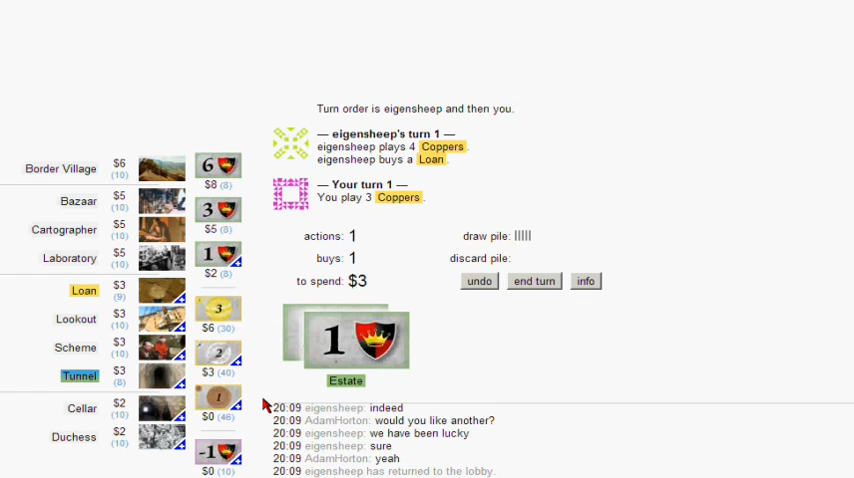 Turn order is eigensheep and then you.
— eigensheep's turn 1 —
eigensheep plays 4 Coppers.
eigensheep buys a Loan.
— Your turn 1 —
You play 3 Coppers.
actions: 1
draw pile: |||||
buys: 1
discard pile:
to spend: $3
undo
end turn
info
1
Estate
Border Village $6 (10)
6
$8 (8)
Bazaar $5 (10)
3
$5 (8)
Cartographer $5 (10)
Laboratory $5 (10)
1
$2 (8)
Loan $3 (9)
3
$6 (30)
Lookout $3 (10)
Scheme $3 (10)
2
$3 (40)
Tunnel $3 (8)
Cellar $2 (10)
1
$0 (46)
Duchess $2 (10)
-1
$0 (10)
20:09 eigensheep: indeed
20:09 AdamHorton: would you like another?
20:09 eigensheep: we have been lucky
20:09 eigensheep: sure
20:09 AdamHorton: yeah
20:09 eigensheep has returned to the lobby.